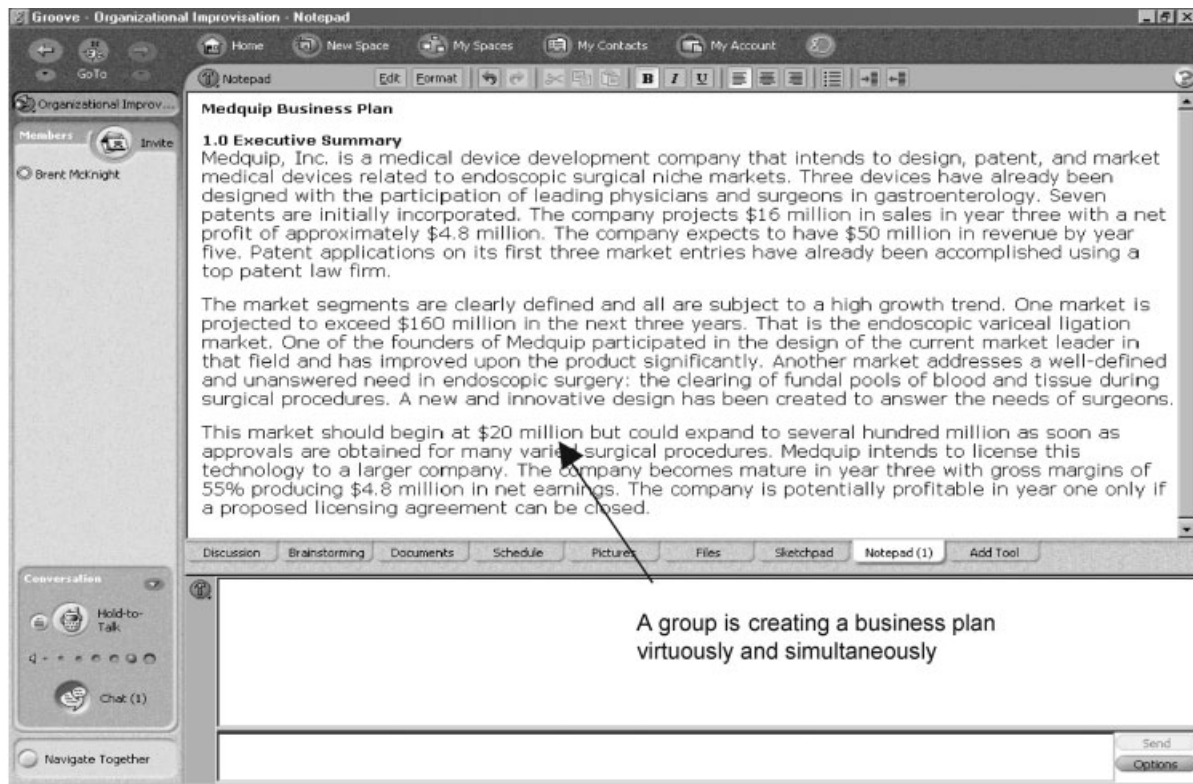 Groove - Organizational Improvisation - Notepad
Home New Space My Spaces My Contacts My Account
GoTo
Notepad Edit Format B I U
Organizational Improv...
Members Invite
Brent McKnight
Medquip Business Plan
1.0 Executive Summary
Medquip, Inc. is a medical device development company that intends to design, patent, and market
medical devices related to endoscopic surgical niche markets. Three devices have already been
designed with the participation of leading physicians and surgeons in gastroenterology. Seven
patents are initially incorporated. The company projects $16 million in sales in year three with a net
profit of approximately $4.8 million. The company expects to have $50 million in revenue by year
five. Patent applications on its first three market entries have already been accomplished using a
top patent law firm.
The market segments are clearly defined and all are subject to a high growth trend. One market is
projected to exceed $160 million in the next three years. That is the endoscopic variceal ligation
market. One of the founders of Medquip participated in the design of the current market leader in
that field and has improved upon the product significantly. Another market addresses a well-defined
and unanswered need in endoscopic surgery: the clearing of fundal pools of blood and tissue during
surgical procedures. A new and innovative design has been created to answer the needs of surgeons.
This market should begin at $20 million but could expand to several hundred million as soon as
approvals are obtained for many varied surgical procedures. Medquip intends to license this
technology to a larger company. The company becomes mature in year three with gross margins of
55% producing $4.8 million in net earnings. The company is potentially profitable in year one only if
a proposed licensing agreement can be closed.
Discussion Brainstorming Documents Schedule Pictures Files Sketchpad Notepad (1) Add Tool
Conversation
Hold-to-
Talk
Chat (1)
Navigate Together
A group is creating a business plan
virtuously and simultaneously
Send
Options